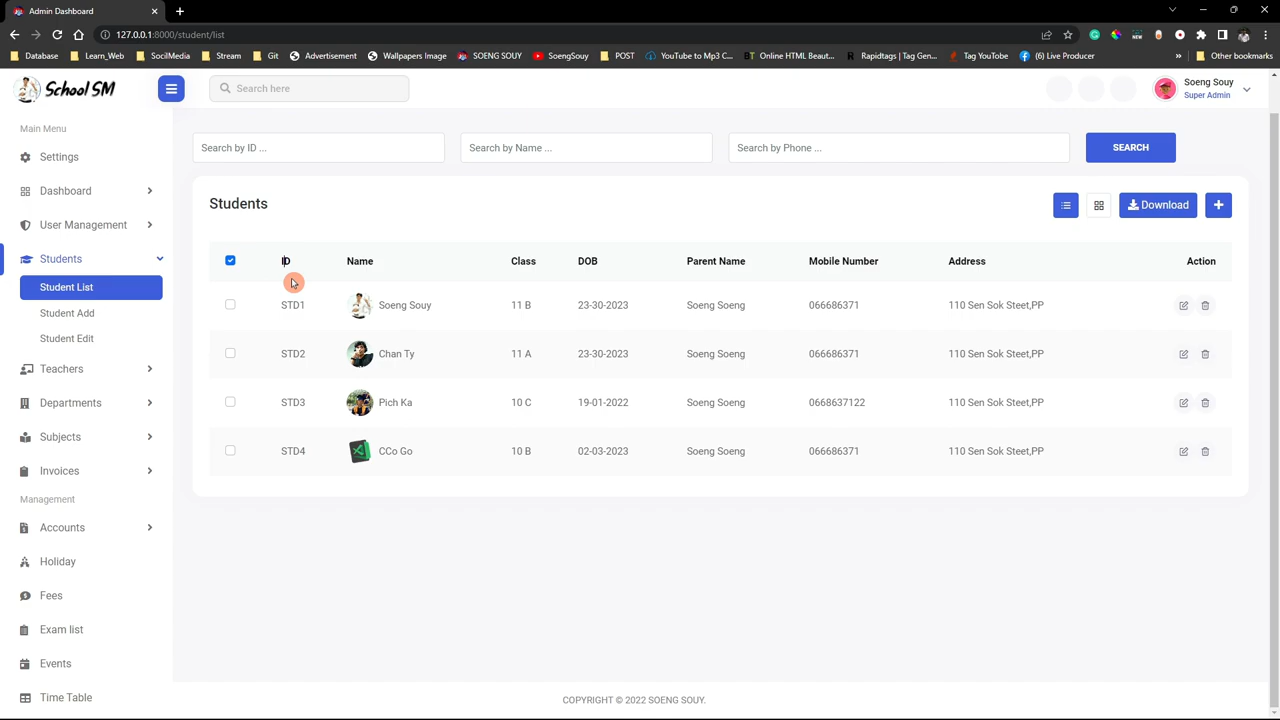 Admin Dashboard
127.0.0.1:8000/student/list
Database Learn_Web SocilMedia Stream Git Advertisement Wallpapers Image SOENG SOUY SoengSouy POST YouTube to Mp3 C... Online HTML Beautif... Rapidtags | Tag Gen... Tag YouTube (6) Live Producer » Other bookmarks
School SM
Search here
Soeng Souy
Super Admin
Main Menu
Settings
Dashboard
User Management
Students
Student List
Student Add
Student Edit
Teachers
Departments
Subjects
Invoices
Management
Accounts
Holiday
Fees
Exam list
Events
Time Table
Search by ID ... Search by Name ... Search by Phone ... SEARCH
Students
Download
ID Name Class DOB Parent Name Mobile Number Address Action
STD1 Soeng Souy 11 B 23-30-2023 Soeng Soeng 066686371 110 Sen Sok Steet,PP
STD2 Chan Ty 11 A 23-30-2023 Soeng Soeng 066686371 110 Sen Sok Steet,PP
STD3 Pich Ka 10 C 19-01-2022 Soeng Soeng 0668637122 110 Sen Sok Steet,PP
STD4 CCo Go 10 B 02-03-2023 Soeng Soeng 066686371 110 Sen Sok Steet,PP
COPYRIGHT © 2022 SOENG SOUY.